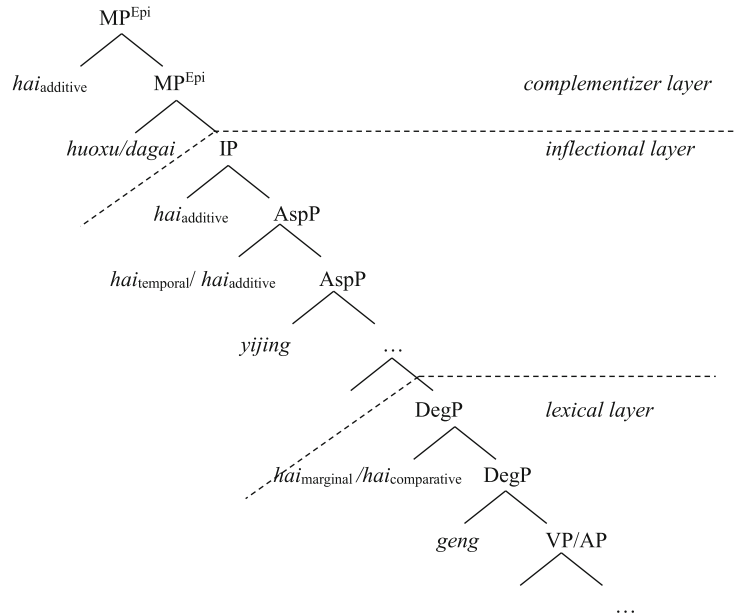 MP^Epi
hai_additive MP^Epi complementizer layer
huoxu/dagai IP inflectional layer
hai_additive AspP
hai_temporal/ hai_additive AspP
yijing …
DegP lexical layer
hai_marginal /hai_comparative DegP
geng VP/AP
…